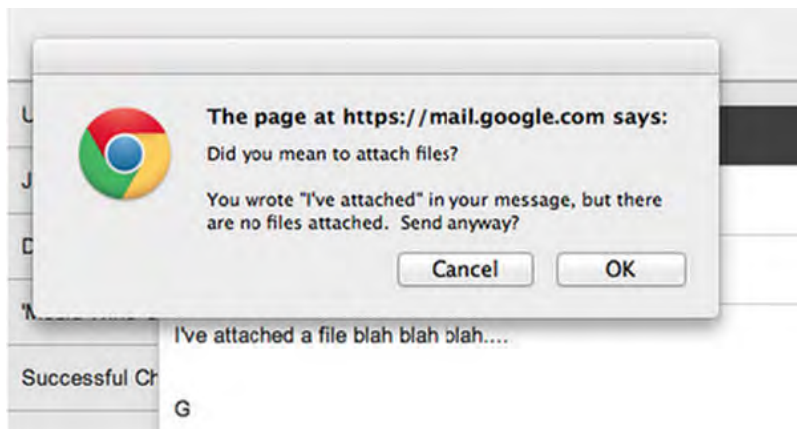 The page at https://mail.google.com says:
Did you mean to attach files?
You wrote "I've attached" in your message, but there
are no files attached.  Send anyway?
Cancel OK
U
J
D
I've attached a file blah blah blah....
Successful Ch
G